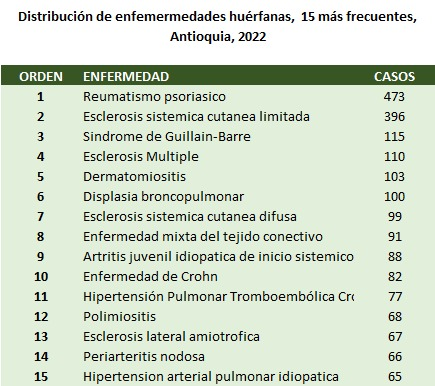 Distribución de enfemermedades huérfanas, 15 más frecuentes,
Antioquia, 2022
ORDEN ENFERMEDAD CASOS
1 Reumatismo psoriasico 473
2 Esclerosis sistemica cutanea limitada 396
3 Sindrome de Guillain-Barre 115
4 Esclerosis Multiple 110
5 Dermatomiositis 103
6 Displasia broncopulmonar 100
7 Esclerosis sistemica cutanea difusa 99
8 Enfermedad mixta del tejido conectivo 91
9 Artritis juvenil idiopatica de inicio sistemico 88
10 Enfermedad de Crohn 82
11 Hipertensión Pulmonar Tromboembólica Cr 77
12 Polimiositis 68
13 Esclerosis lateral amiotrofica 67
14 Periarteritis nodosa 66
15 Hipertension arterial pulmonar idiopatica 65